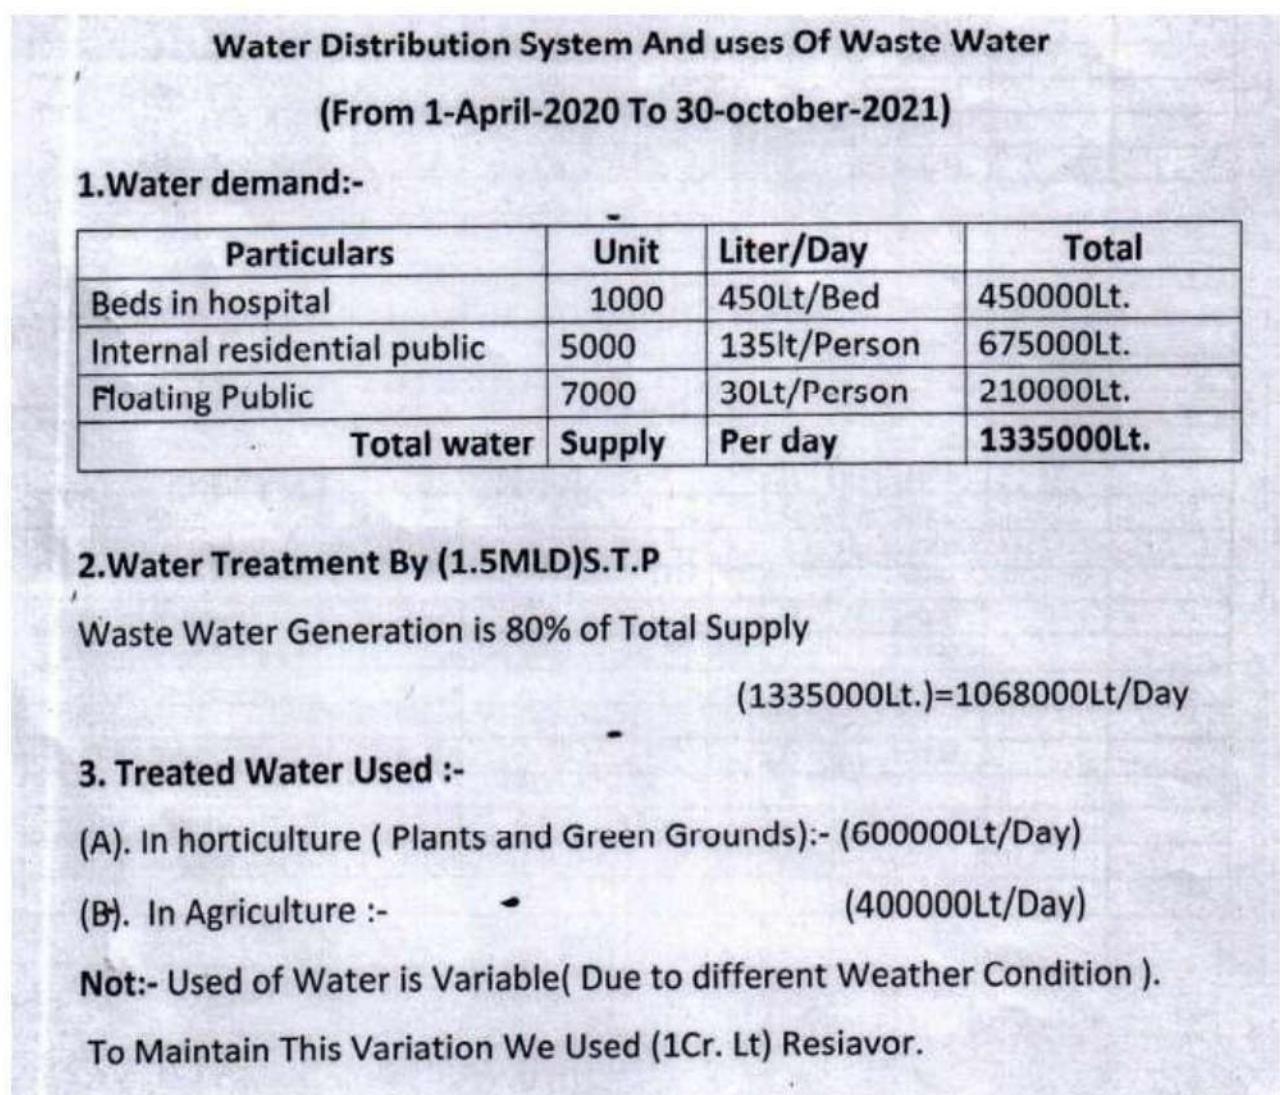 Water Distribution System And uses Of Waste Water
(From 1-April-2020 To 30-october-2021)
1.Water demand:-
Particulars Unit Liter/Day Total
Beds in hospital 1000 450Lt/Bed 450000Lt.
Internal residential public 5000 135lt/Person 675000Lt.
Floating Public 7000 30Lt/Person 210000Lt.
Total water Supply Per day 1335000Lt.
2.Water Treatment By (1.5MLD)S.T.P
Waste Water Generation is 80% of Total Supply
(1335000Lt.)=1068000Lt/Day
3. Treated Water Used :-
(A). In horticulture ( Plants and Green Grounds):- (600000Lt/Day)
(B). In Agriculture :- (400000Lt/Day)
Not:- Used of Water is Variable( Due to different Weather Condition ).
To Maintain This Variation We Used (1Cr. Lt) Resiavor.